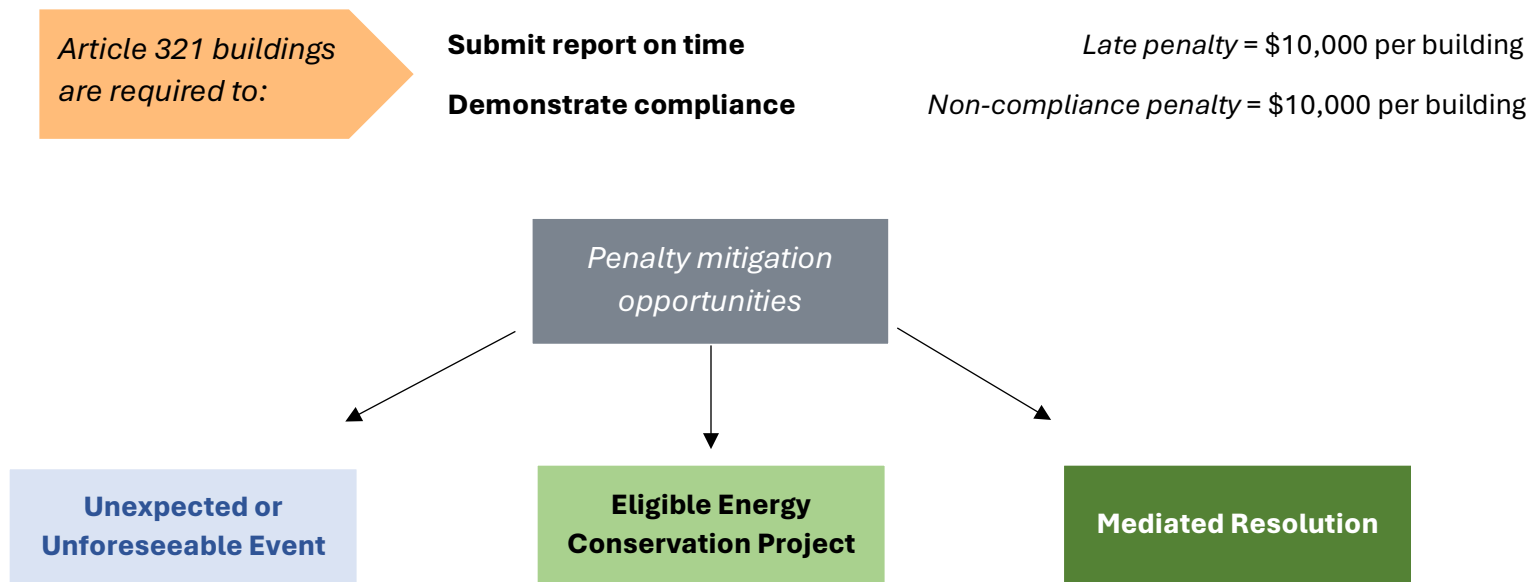 Article 321 buildings
are required to:
Submit report on time
Late penalty = $10,000 per building
Demonstrate compliance
Non-compliance penalty = $10,000 per building
Penalty mitigation
opportunities
Unexpected or
Unforeseeable Event
Eligible Energy
Conservation Project
Mediated Resolution